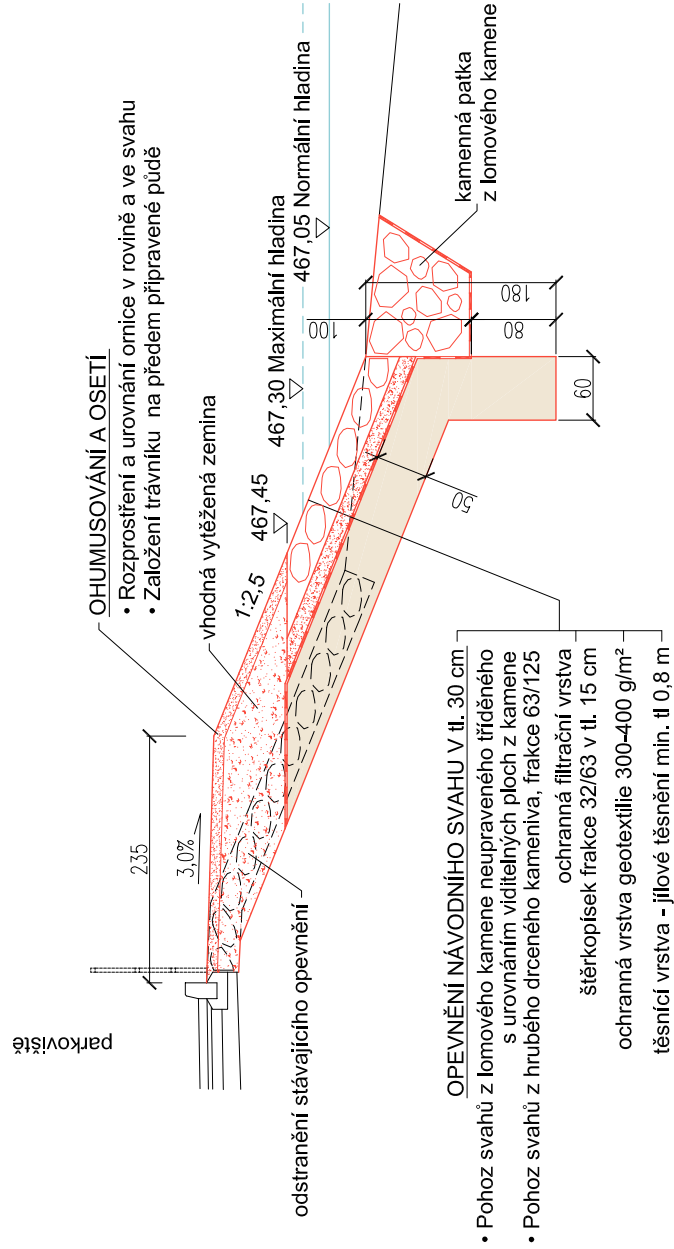 OHUMUSOVÁNÍ A OSETÍ
• Rozprostření a urovnání ornice v rovině a ve svahu
• Založení trávníku na předem připravené půdě
parkoviště
235
3,0%
vhodná vytěžená zemina
1:2,5
467,45
467,30 Maximální hladina
467,05 Normální hladina
odstranění stávajícího opevnění
100
180
80
60
50
kamenná patka
z lomového kamene
OPEVNĚNÍ NÁVODNÍHO SVAHU V tl. 30 cm
• Pohoz svahů z lomového kamene neupraveného tříděného
s urovnáním viditelných ploch z kamene
• Pohoz svahů z hrubého drceného kameniva, frakce 63/125
ochranná filtrační vrstva
štěrkopísek frakce 32/63 v tl. 15 cm
ochranná vrstva geotextilie 300-400 g/m²
těsnící vrstva - jílové těsnění min. tl 0,8 m